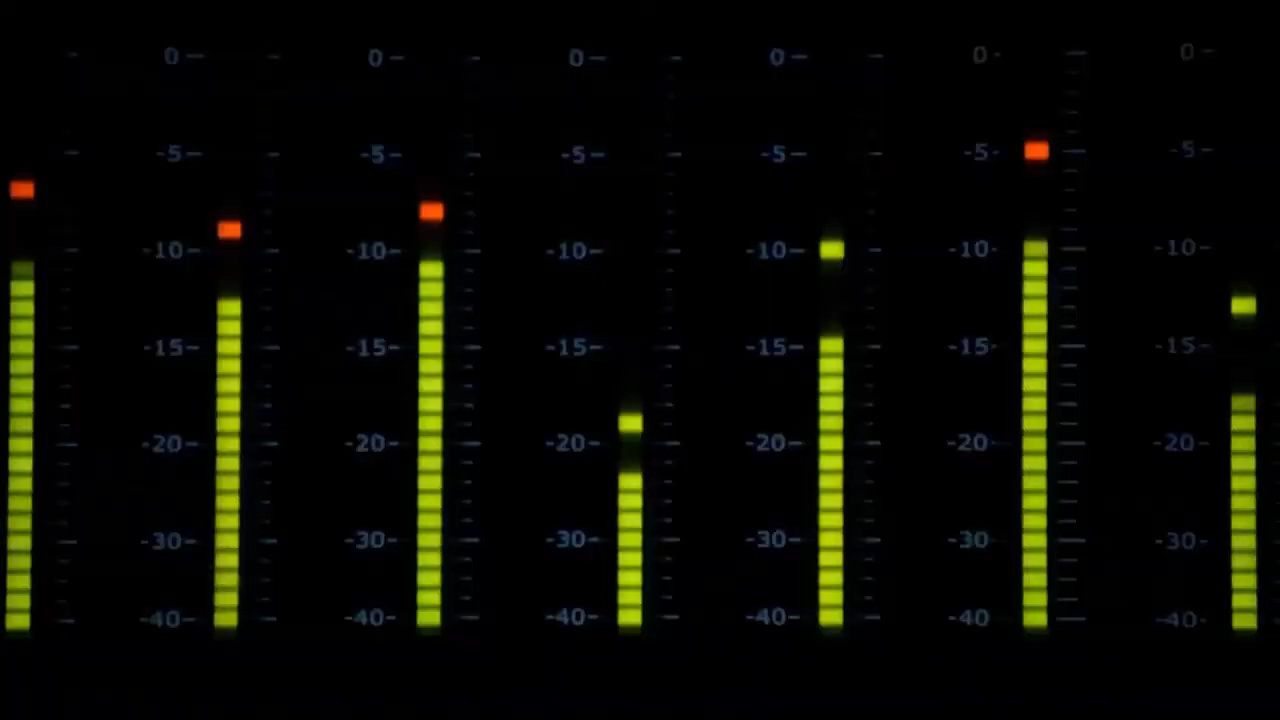 0 0 0 0 0 0
-5 -5 -5 -5 -5 -5
-10 -10 -10 -10 -10 -10
-15 -15 -15 -15 -15 -15
-20 -20 -20 -20 -20 -20
-30 -30 -30 -30 -30 -30
-40 -40 -40 -40 -40 -40